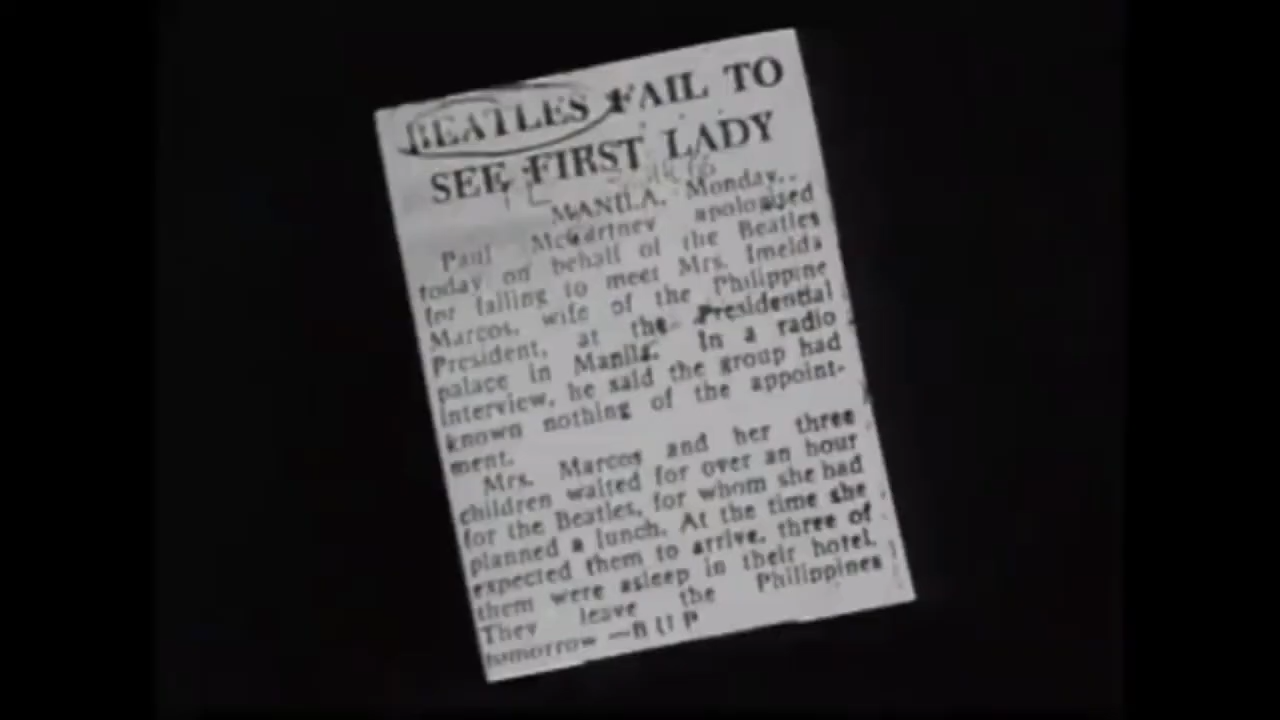 BEATLES FAIL TO
SEE FIRST LADY
MANILA, Monday.
Paul McCartney apologised
today on behalf of the Beatles
for failing to meet Mrs. Imelda
Marcos, wife of the Philippine
President, at the Presidential
palace in Manila. In a radio
interview, he said the group had
known nothing of the appoint-
ment.
Mrs. Marcos and her three
children waited for over an hour
for the Beatles, for whom she had
planned a lunch. At the time she
expected them to arrive, three of
them were asleep in their hotel.
They leave the Philippines
tomorrow —B U P